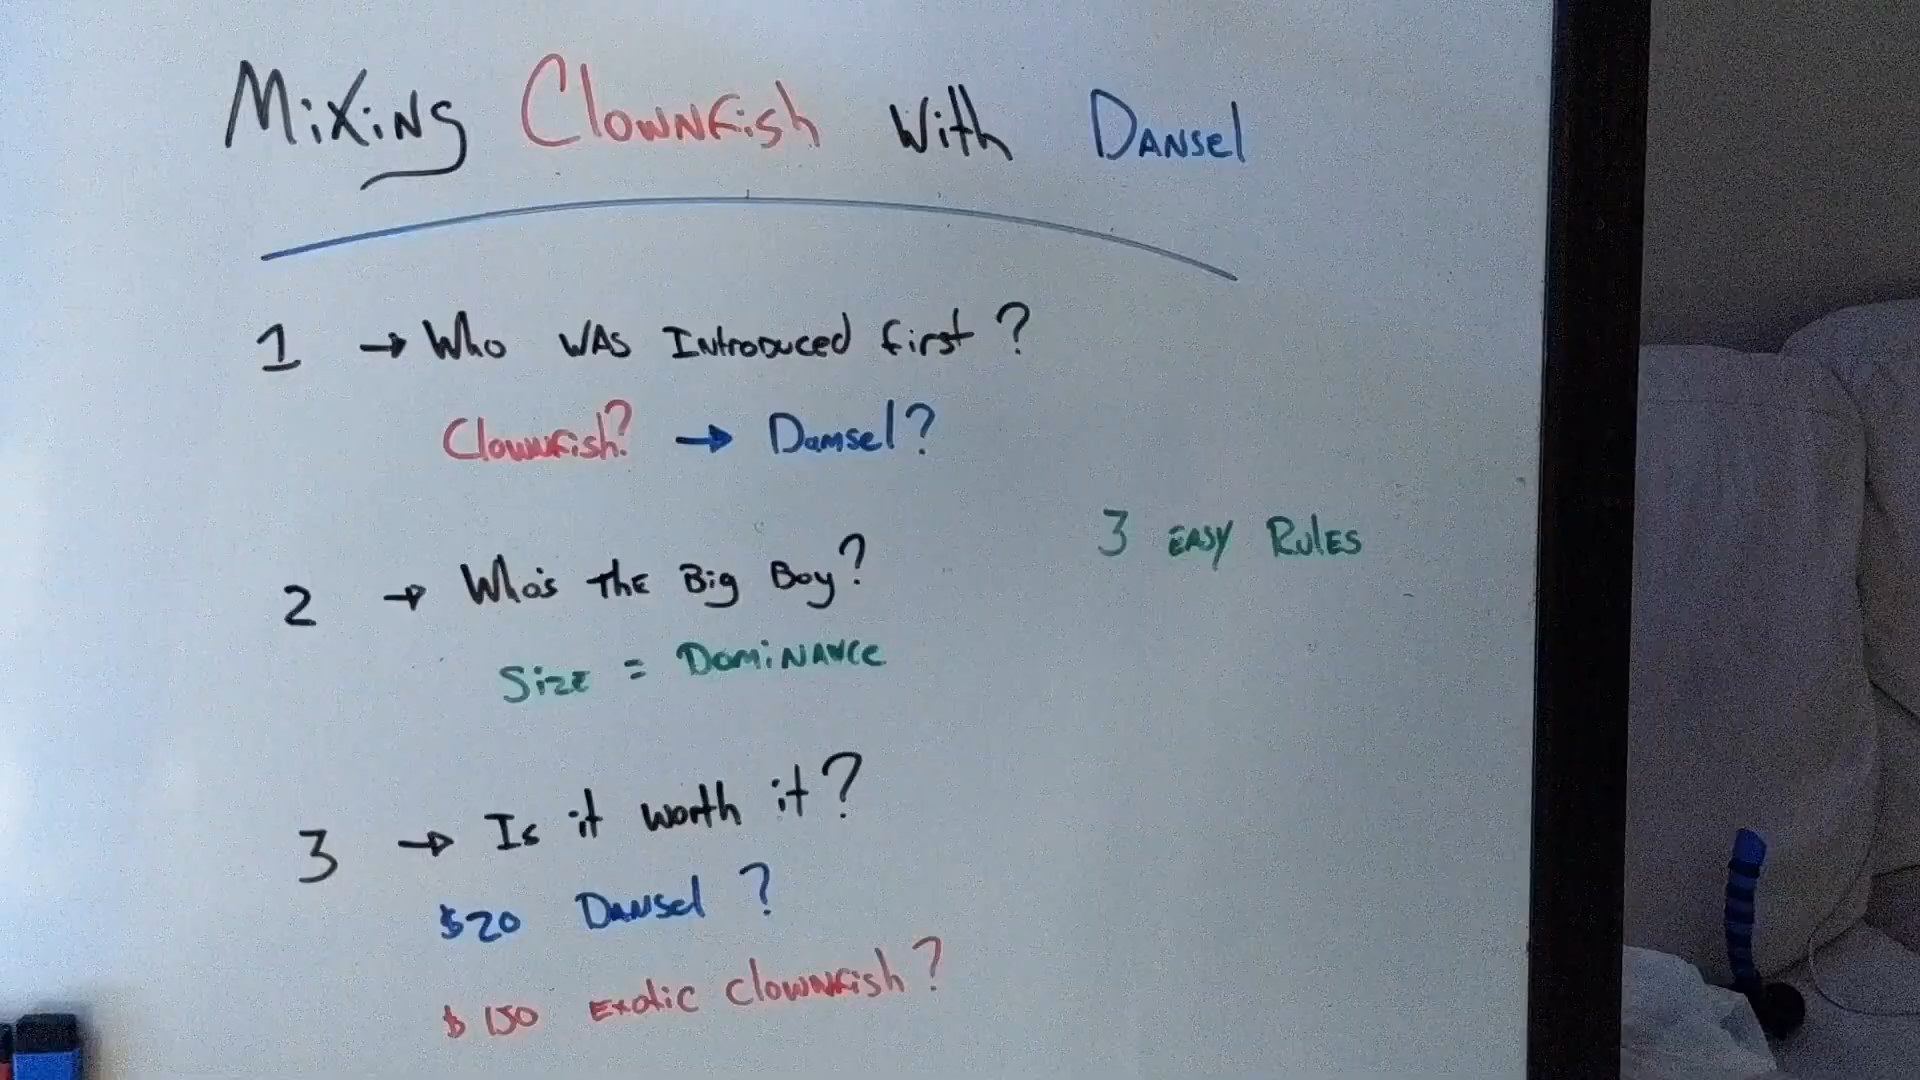 Mixing Clownfish With Dansel
1 → Who was Introduced first?
Clownfish? → Damsel?
3 Easy Rules
2 → Who's the Big Boy?
Size = Dominance
3 → Is it worth it?
$20 Dansel?
$150 Exotic Clownfish?